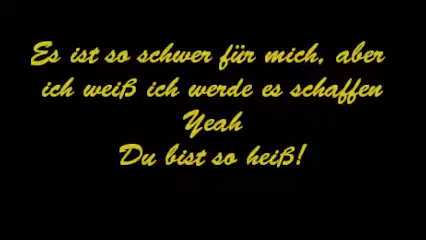 Es ist so schwer für mich, aber
ich weiß ich werde es schaffen
Yeah
Du bist so heiß!